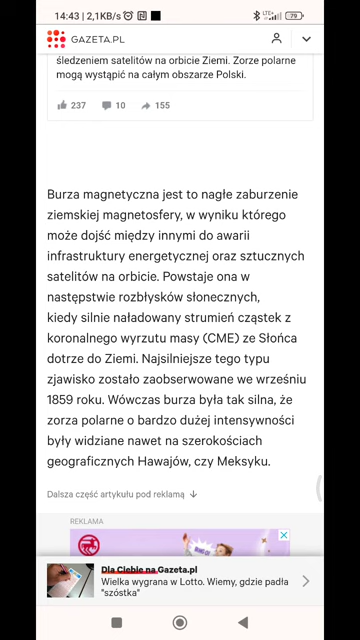 14:43 | 2,1KB/s
79
GAZETA.PL
śledzeniem satelitów na orbicie Ziemi. Zorze polarne
mogą wystąpić na całym obszarze Polski.
237 10 155
Burza magnetyczna jest to nagłe zaburzenie
ziemskiej magnetosfery, w wyniku którego
może dojść między innymi do awarii
infrastruktury energetycznej oraz sztucznych
satelitów na orbicie. Powstaje ona w
następstwie rozbłysków słonecznych,
kiedy silnie naładowany strumień cząstek z
koronalnego wyrzutu masy (CME) ze Słońca
dotrze do Ziemi. Najsilniejsze tego typu
zjawisko zostało zaobserwowane we wrześniu
1859 roku. Wówczas burza była tak silna, że
zorza polarne o bardzo dużej intensywności
były widziane nawet na szerokościach
geograficznych Hawajów, czy Meksyku.
Dalsza część artykułu pod reklamą ↓
REKLAMA
Dla Ciebie na Gazeta.pl
Wielka wygrana w Lotto. Wiemy, gdzie padła
"szóstka"